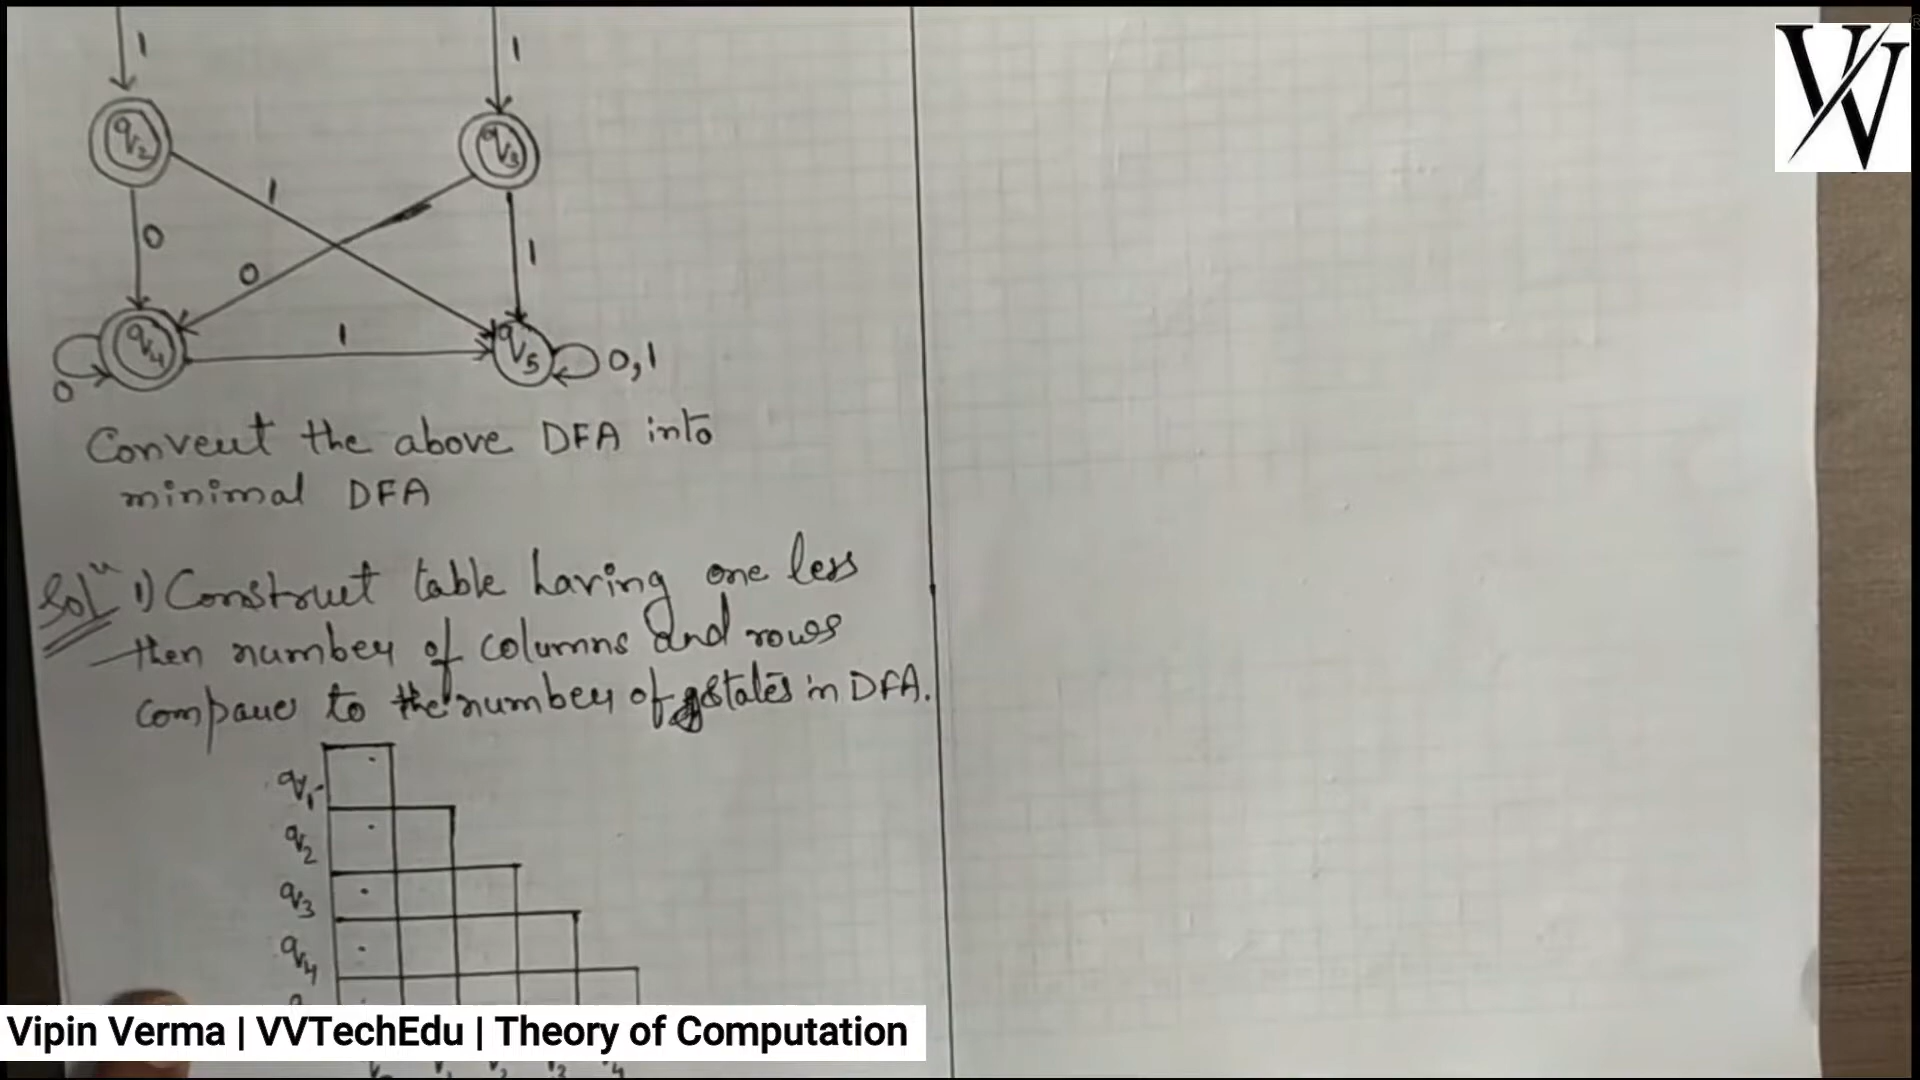 1
1
q2
q3
1
0
0
1
q4
1
q5
0,1
0
Convert the above DFA into
minimal DFA
Solⁿ 1) Construct table having one less
then number of columns and rows
compare to the number of states in DFA.
q1
q2
q3
q4
Vipin Verma | VVTechEdu | Theory of Computation
VV